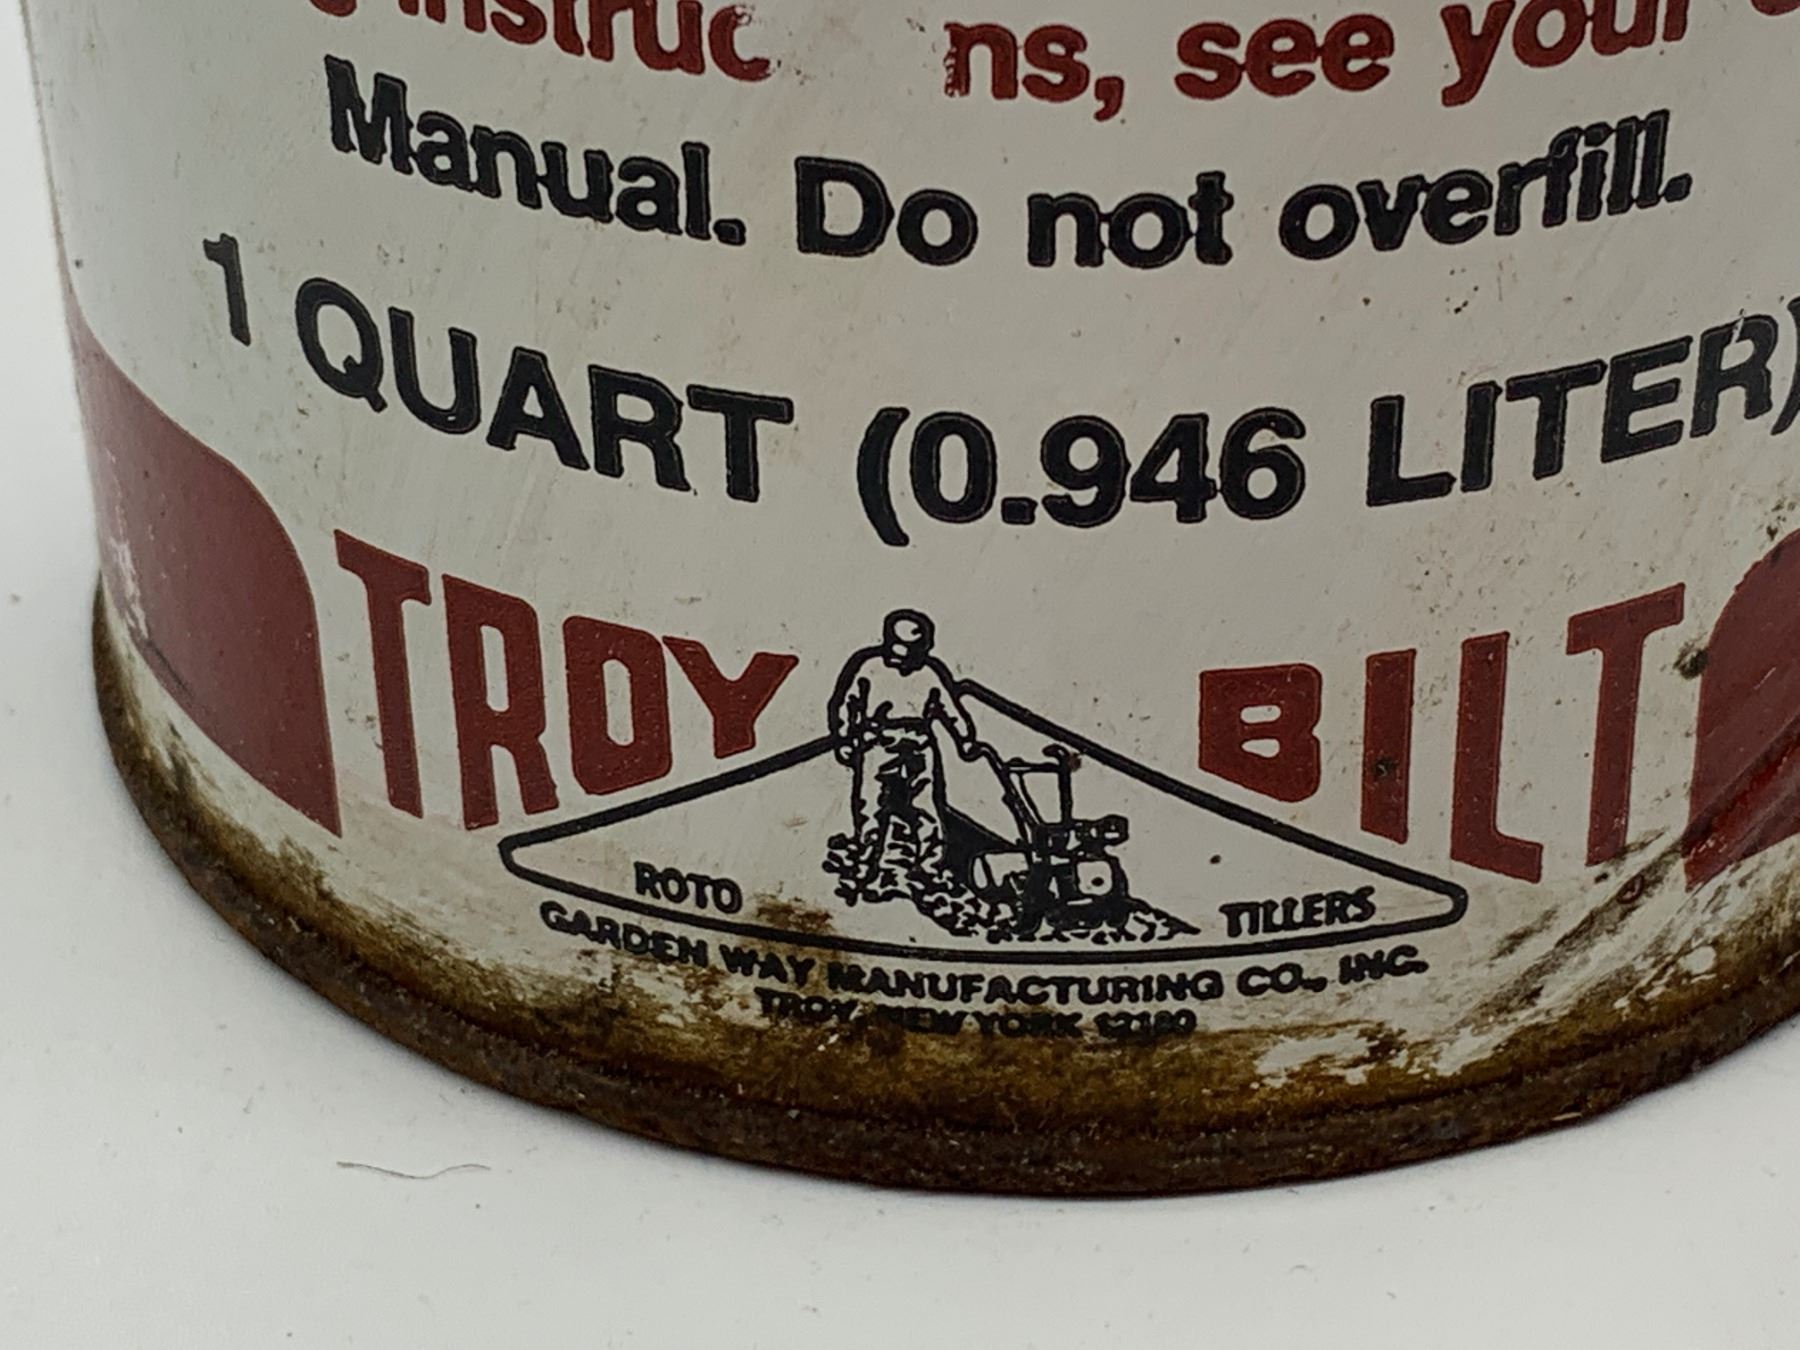 instruc ns, see your
Manual. Do not overfill.
1 QUART (0.946 LITER)
TROY BILT
ROTO TILLERS
GARDEN WAY MANUFACTURING CO., INC.
TROY, NEW YORK 12180